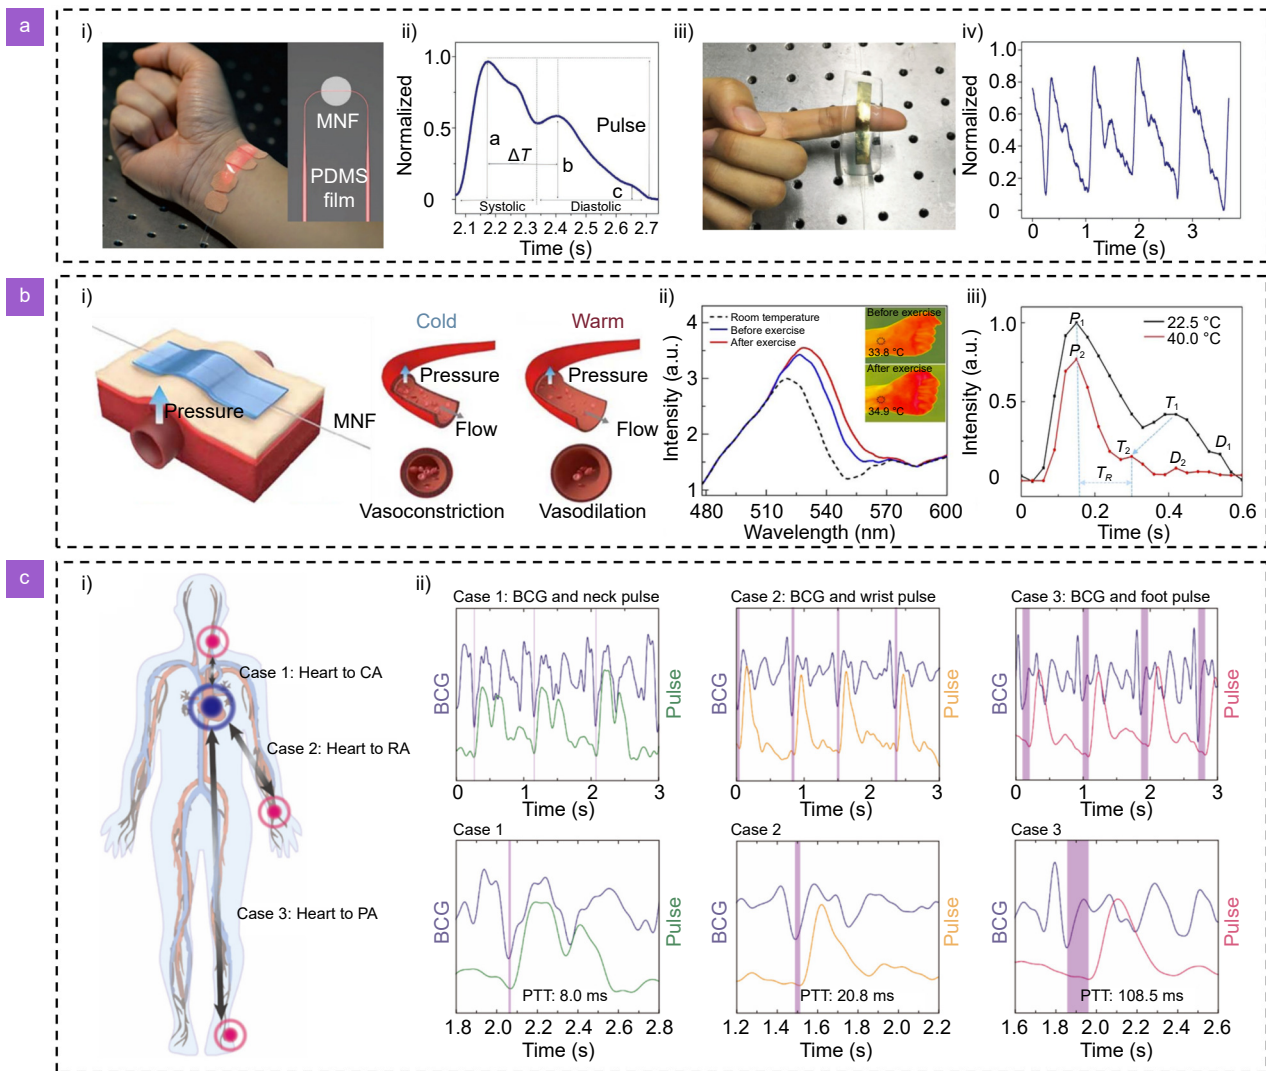 a
i)
MNF
PDMS
film
ii)
Normalized
1.0
0.5
0
a
ΔT
b
c
Pulse
Systolic
Diastolic
2.1 2.2 2.3 2.4 2.5 2.6 2.7
Time (s)
iii)
iv)
Normalized
1.0
0.8
0.6
0.4
0.2
0
0 1 2 3
Time (s)
b
i)
Pressure
MNF
Cold
Pressure
Flow
Vasoconstriction
Warm
Pressure
Flow
Vasodilation
ii)
Intensity (a.u.)
4
3
2
1
Room temperature
Before exercise
After exercise
Before exercise
33.8 °C
After exercise
34.9 °C
480 510 540 570 600
Wavelength (nm)
iii)
Intensity (a.u.)
1.0
0.5
0
P1
P2
T1
T2
D1
D2
TR
22.5 °C
40.0 °C
0 0.2 0.4 0.6
Time (s)
c
i)
Case 1: Heart to CA
Case 2: Heart to RA
Case 3: Heart to PA
ii)
Case 1: BCG and neck pulse
BCG
Pulse
0 1 2 3
Time (s)
Case 2: BCG and wrist pulse
BCG
Pulse
0 1 2 3
Time (s)
Case 3: BCG and foot pulse
BCG
Pulse
0 1 2 3
Time (s)
Case 1
BCG
Pulse
PTT: 8.0 ms
1.8 2.0 2.2 2.4 2.6 2.8
Time (s)
Case 2
BCG
Pulse
PTT: 20.8 ms
1.2 1.4 1.6 1.8 2.0 2.2
Time (s)
Case 3
BCG
Pulse
PTT: 108.5 ms
1.6 1.8 2.0 2.2 2.4 2.6
Time (s)